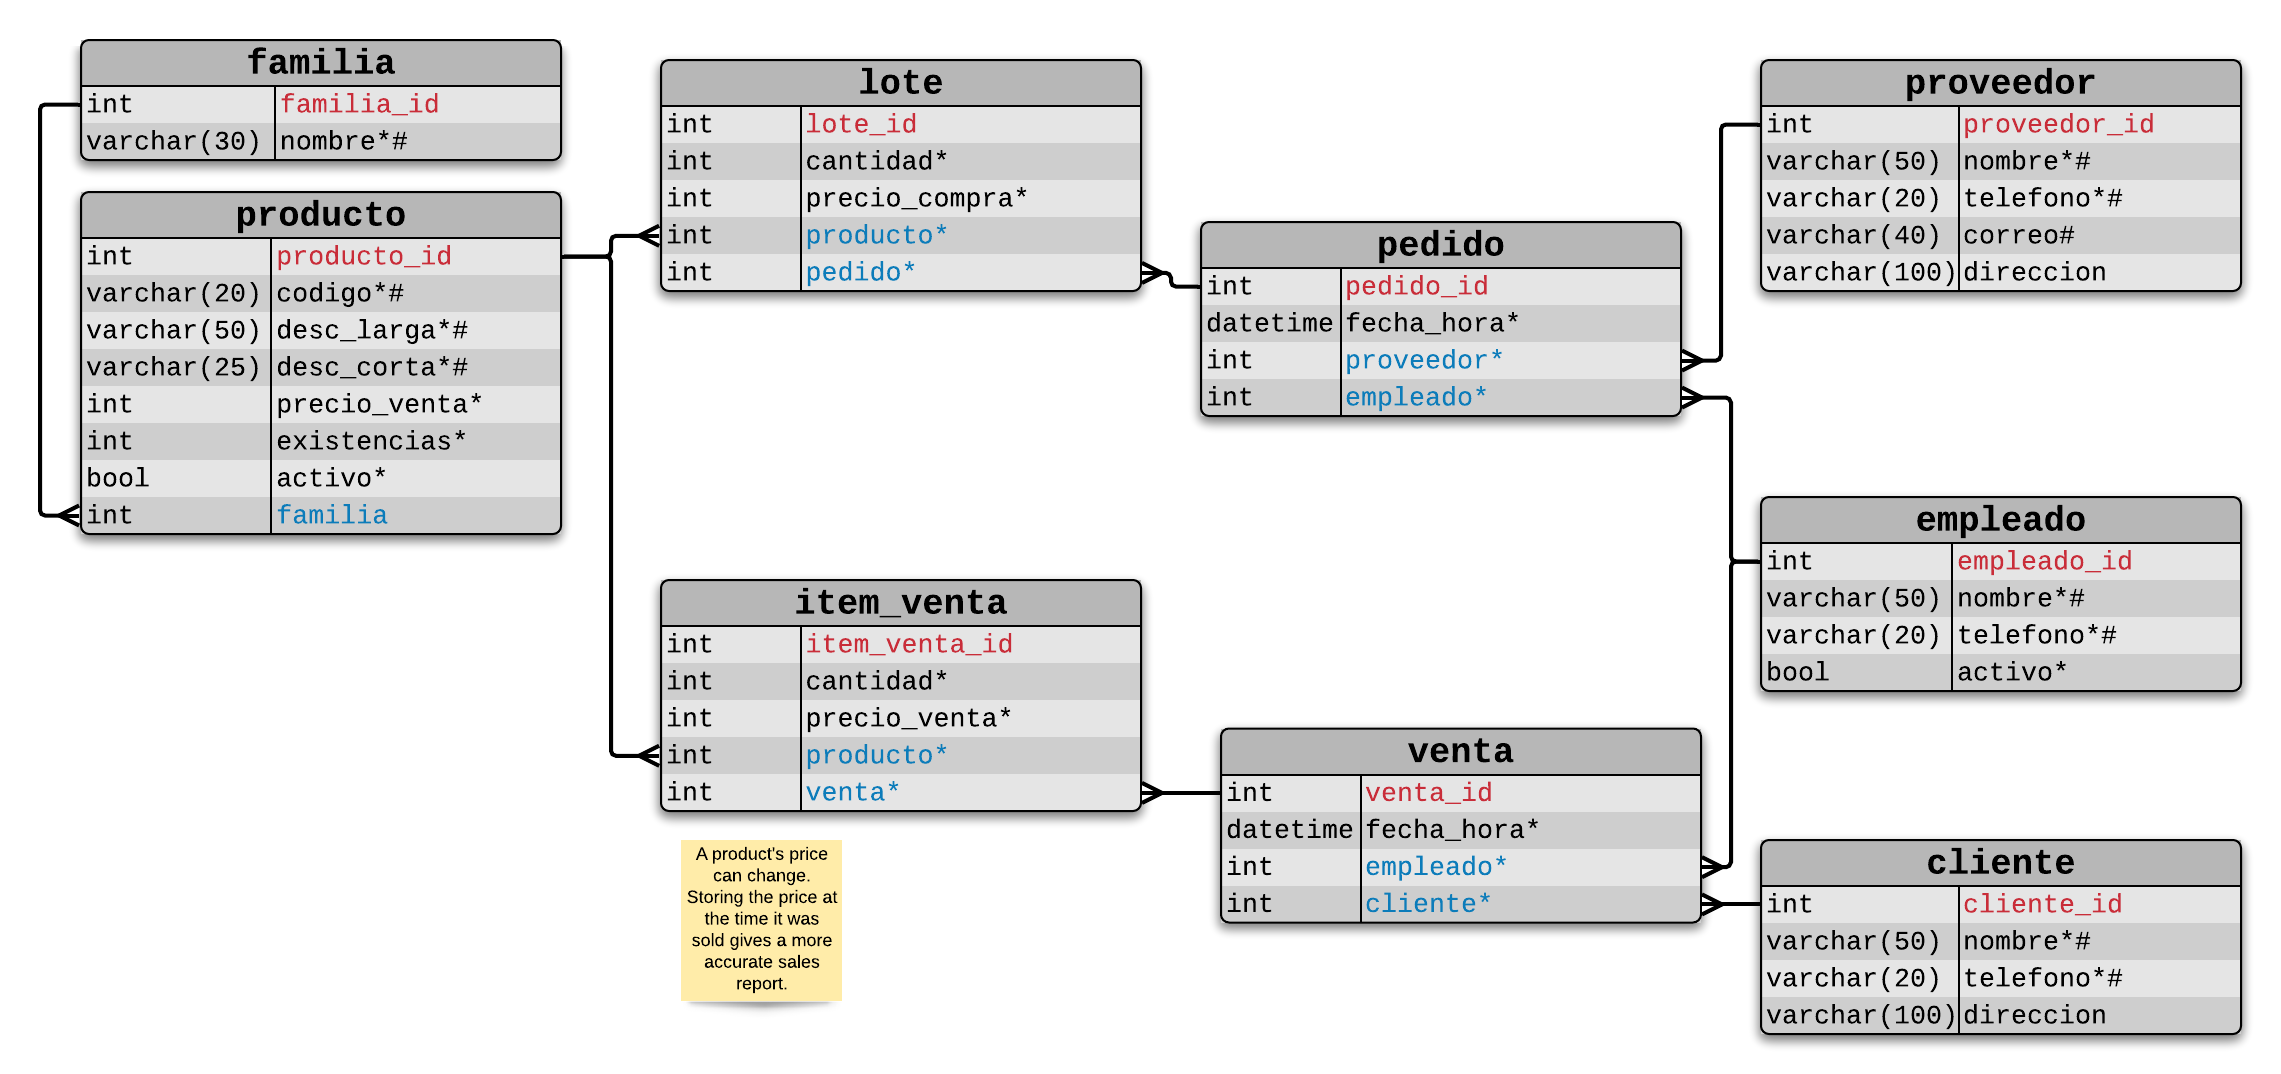 familia
int familia_id
varchar(30) nombre*#
producto
int producto_id
varchar(20) codigo*#
varchar(50) desc_larga*#
varchar(25) desc_corta*#
int precio_venta*
int existencias*
bool activo*
int familia
lote
int lote_id
int cantidad*
int precio_compra*
int producto*
int pedido*
item_venta
int item_venta_id
int cantidad*
int precio_venta*
int producto*
int venta*
A product's price
can change.
Storing the price at
the time it was
sold gives a more
accurate sales
report.
pedido
int pedido_id
datetime fecha_hora*
int proveedor*
int empleado*
venta
int venta_id
datetime fecha_hora*
int empleado*
int cliente*
proveedor
int proveedor_id
varchar(50) nombre*#
varchar(20) telefono*#
varchar(40) correo#
varchar(100) direccion
empleado
int empleado_id
varchar(50) nombre*#
varchar(20) telefono*#
bool activo*
cliente
int cliente_id
varchar(50) nombre*#
varchar(20) telefono*#
varchar(100) direccion